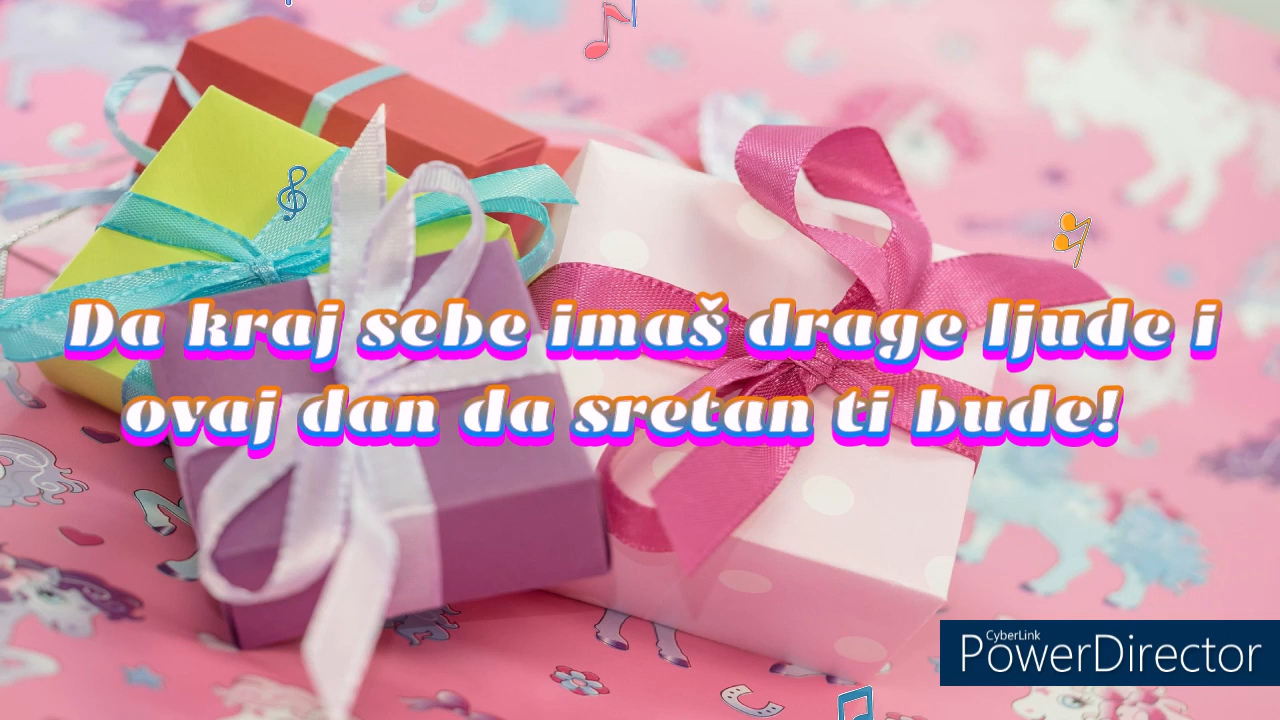 Da kraj sebe imaš drage ljude i
ovaj dan da sretan ti bude!
CyberLink
PowerDirector